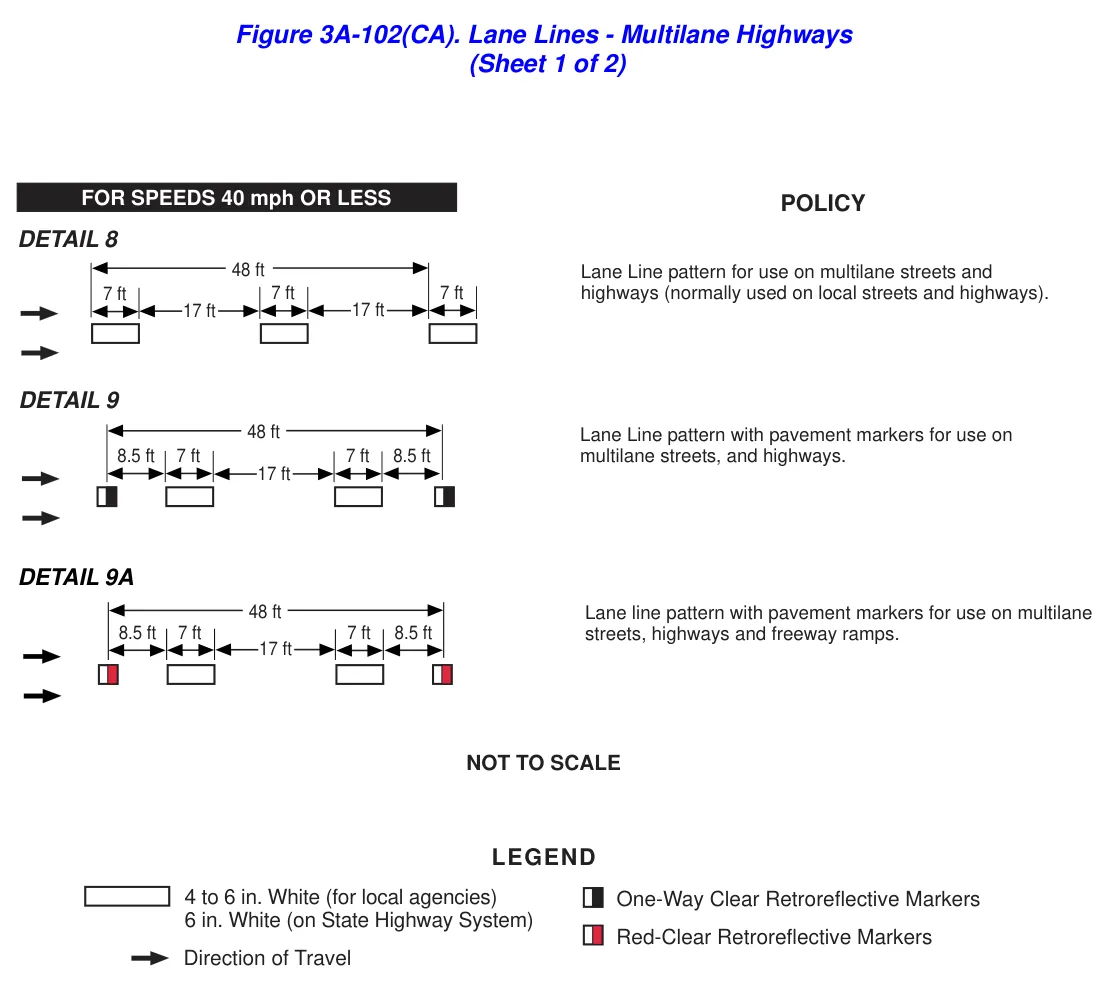 Figure 3A-102(CA). Lane Lines - Multilane Highways
(Sheet 1 of 2)
FOR SPEEDS 40 mph OR LESS
POLICY
DETAIL 8
48 ft
7 ft
7 ft
7 ft
17 ft
17 ft
Lane Line pattern for use on multilane streets and
highways (normally used on local streets and highways).
DETAIL 9
48 ft
8.5 ft
7 ft
7 ft
8.5 ft
17 ft
Lane Line pattern with pavement markers for use on
multilane streets, and highways.
DETAIL 9A
48 ft
8.5 ft
7 ft
7 ft
8.5 ft
17 ft
Lane line pattern with pavement markers for use on multilane
streets, highways and freeway ramps.
NOT TO SCALE
LEGEND
4 to 6 in. White (for local agencies)
6 in. White (on State Highway System)
Direction of Travel
One-Way Clear Retroreflective Markers
Red-Clear Retroreflective Markers